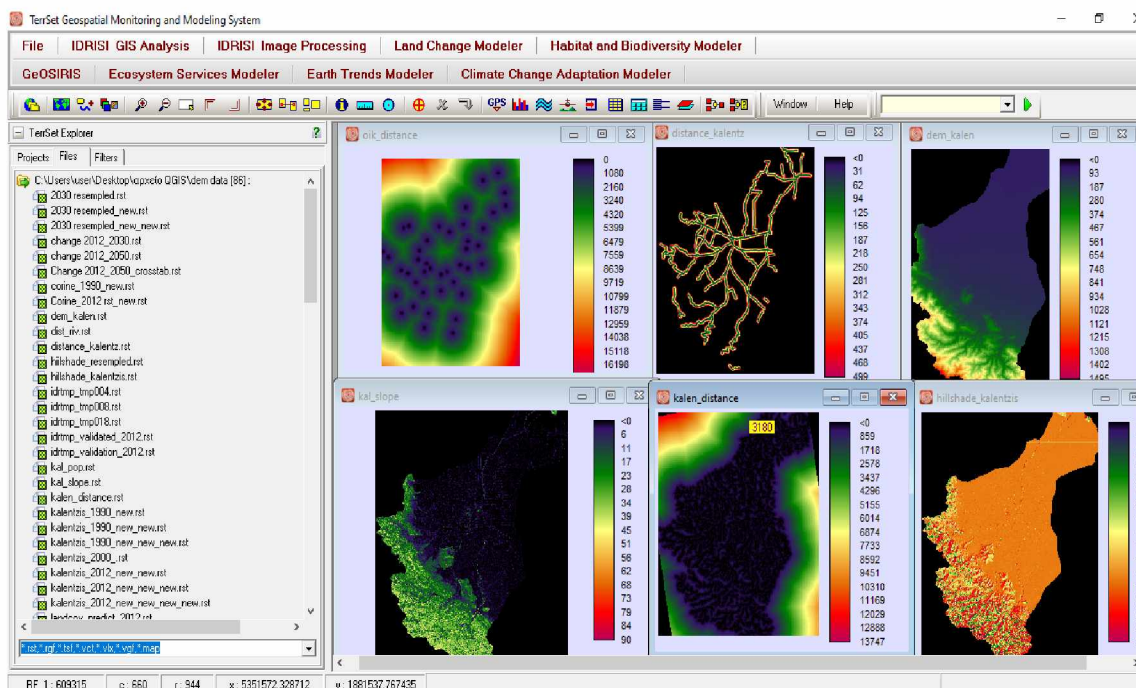 TerrSet Geospatial Monitoring and Modeling System
File IDRISI GIS Analysis IDRISI Image Processing Land Change Modeler Habitat and Biodiversity Modeler
GeOSIRIS Ecosystem Services Modeler Earth Trends Modeler Climate Change Adaptation Modeler
GPS Window Help
TerrSet Explorer ?
Projects Files Filters
C:\Users\user\Desktop\αρχείο QGIS\dem data [86] :
2030 resempled.rst
2030 resempled_new.rst
2030 resempled_new_new.rst
change 2012_2030.rst
change 2012_2050.rst
Change 2012_2050_crosstab.rst
corine_1990_new.rst
Corine_2012 rst_new.rst
dem_kalen.rst
dist_riv.rst
distance_kalentz.rst
hillshade_resempled.rst
hillshade_kalentzis.rst
idrtmp_tmp004.rst
idrtmp_tmp008.rst
idrtmp_tmp018.rst
idrtmp_validated_2012.rst
idrtmp_validation_2012.rst
kal_pop.rst
kal_slope.rst
kalen_distance.rst
kalentzis_1990_new.rst
kalentzis_1990_new_new.rst
kalentzis_1990_new_new_new.rst
kalentzis_2000_.rst
kalentzis_2012_new_new.rst
kalentzis_2012_new_new_new.rst
kalentzis_2012_new_new_new_new.rst
landcov_predict_2012.rst
*.rst,*.rgf,*.tsf,*.vct,*.vlx,*.vgf,*.map
oik_distance
0
1080
2160
3240
4320
5399
6479
7559
8639
9719
10799
11879
12959
14038
15118
16198
distance_kalentz
<0
31
62
94
125
156
187
218
250
281
312
343
374
405
437
468
499
dem_kalen
<0
93
187
280
374
467
561
654
748
841
934
1028
1121
1215
1308
1402
1495
kal_slope
<0
6
11
17
23
28
34
39
45
51
56
62
68
73
79
84
90
kalen_distance
3180
<0
859
1718
2578
3437
4296
5155
6014
6874
7733
8592
9451
10310
11169
12029
12888
13747
hillshade_kalentzis
RF 1 : 609315 c : 660 r : 944 x : 5351572.328712 y : 1881537.767435